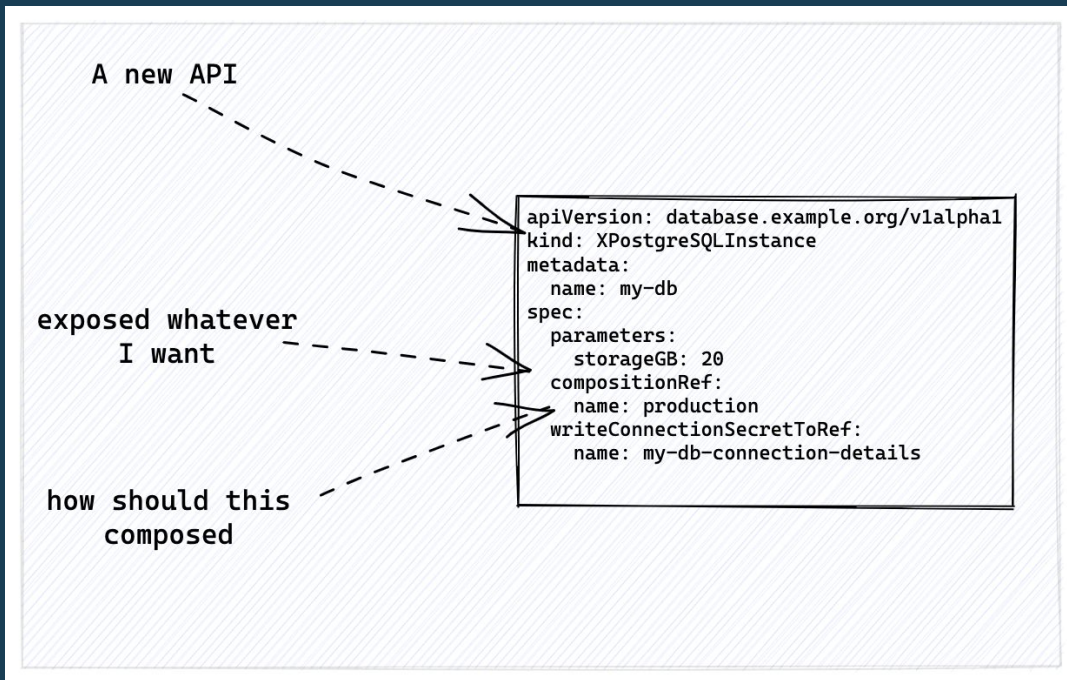 A new API
exposed whatever
I want
how should this
composed
apiVersion: database.example.org/v1alpha1
kind: XPostgreSQLInstance
metadata:
  name: my-db
spec:
  parameters:
    storageGB: 20
  compositionRef:
    name: production
  writeConnectionSecretToRef:
    name: my-db-connection-details